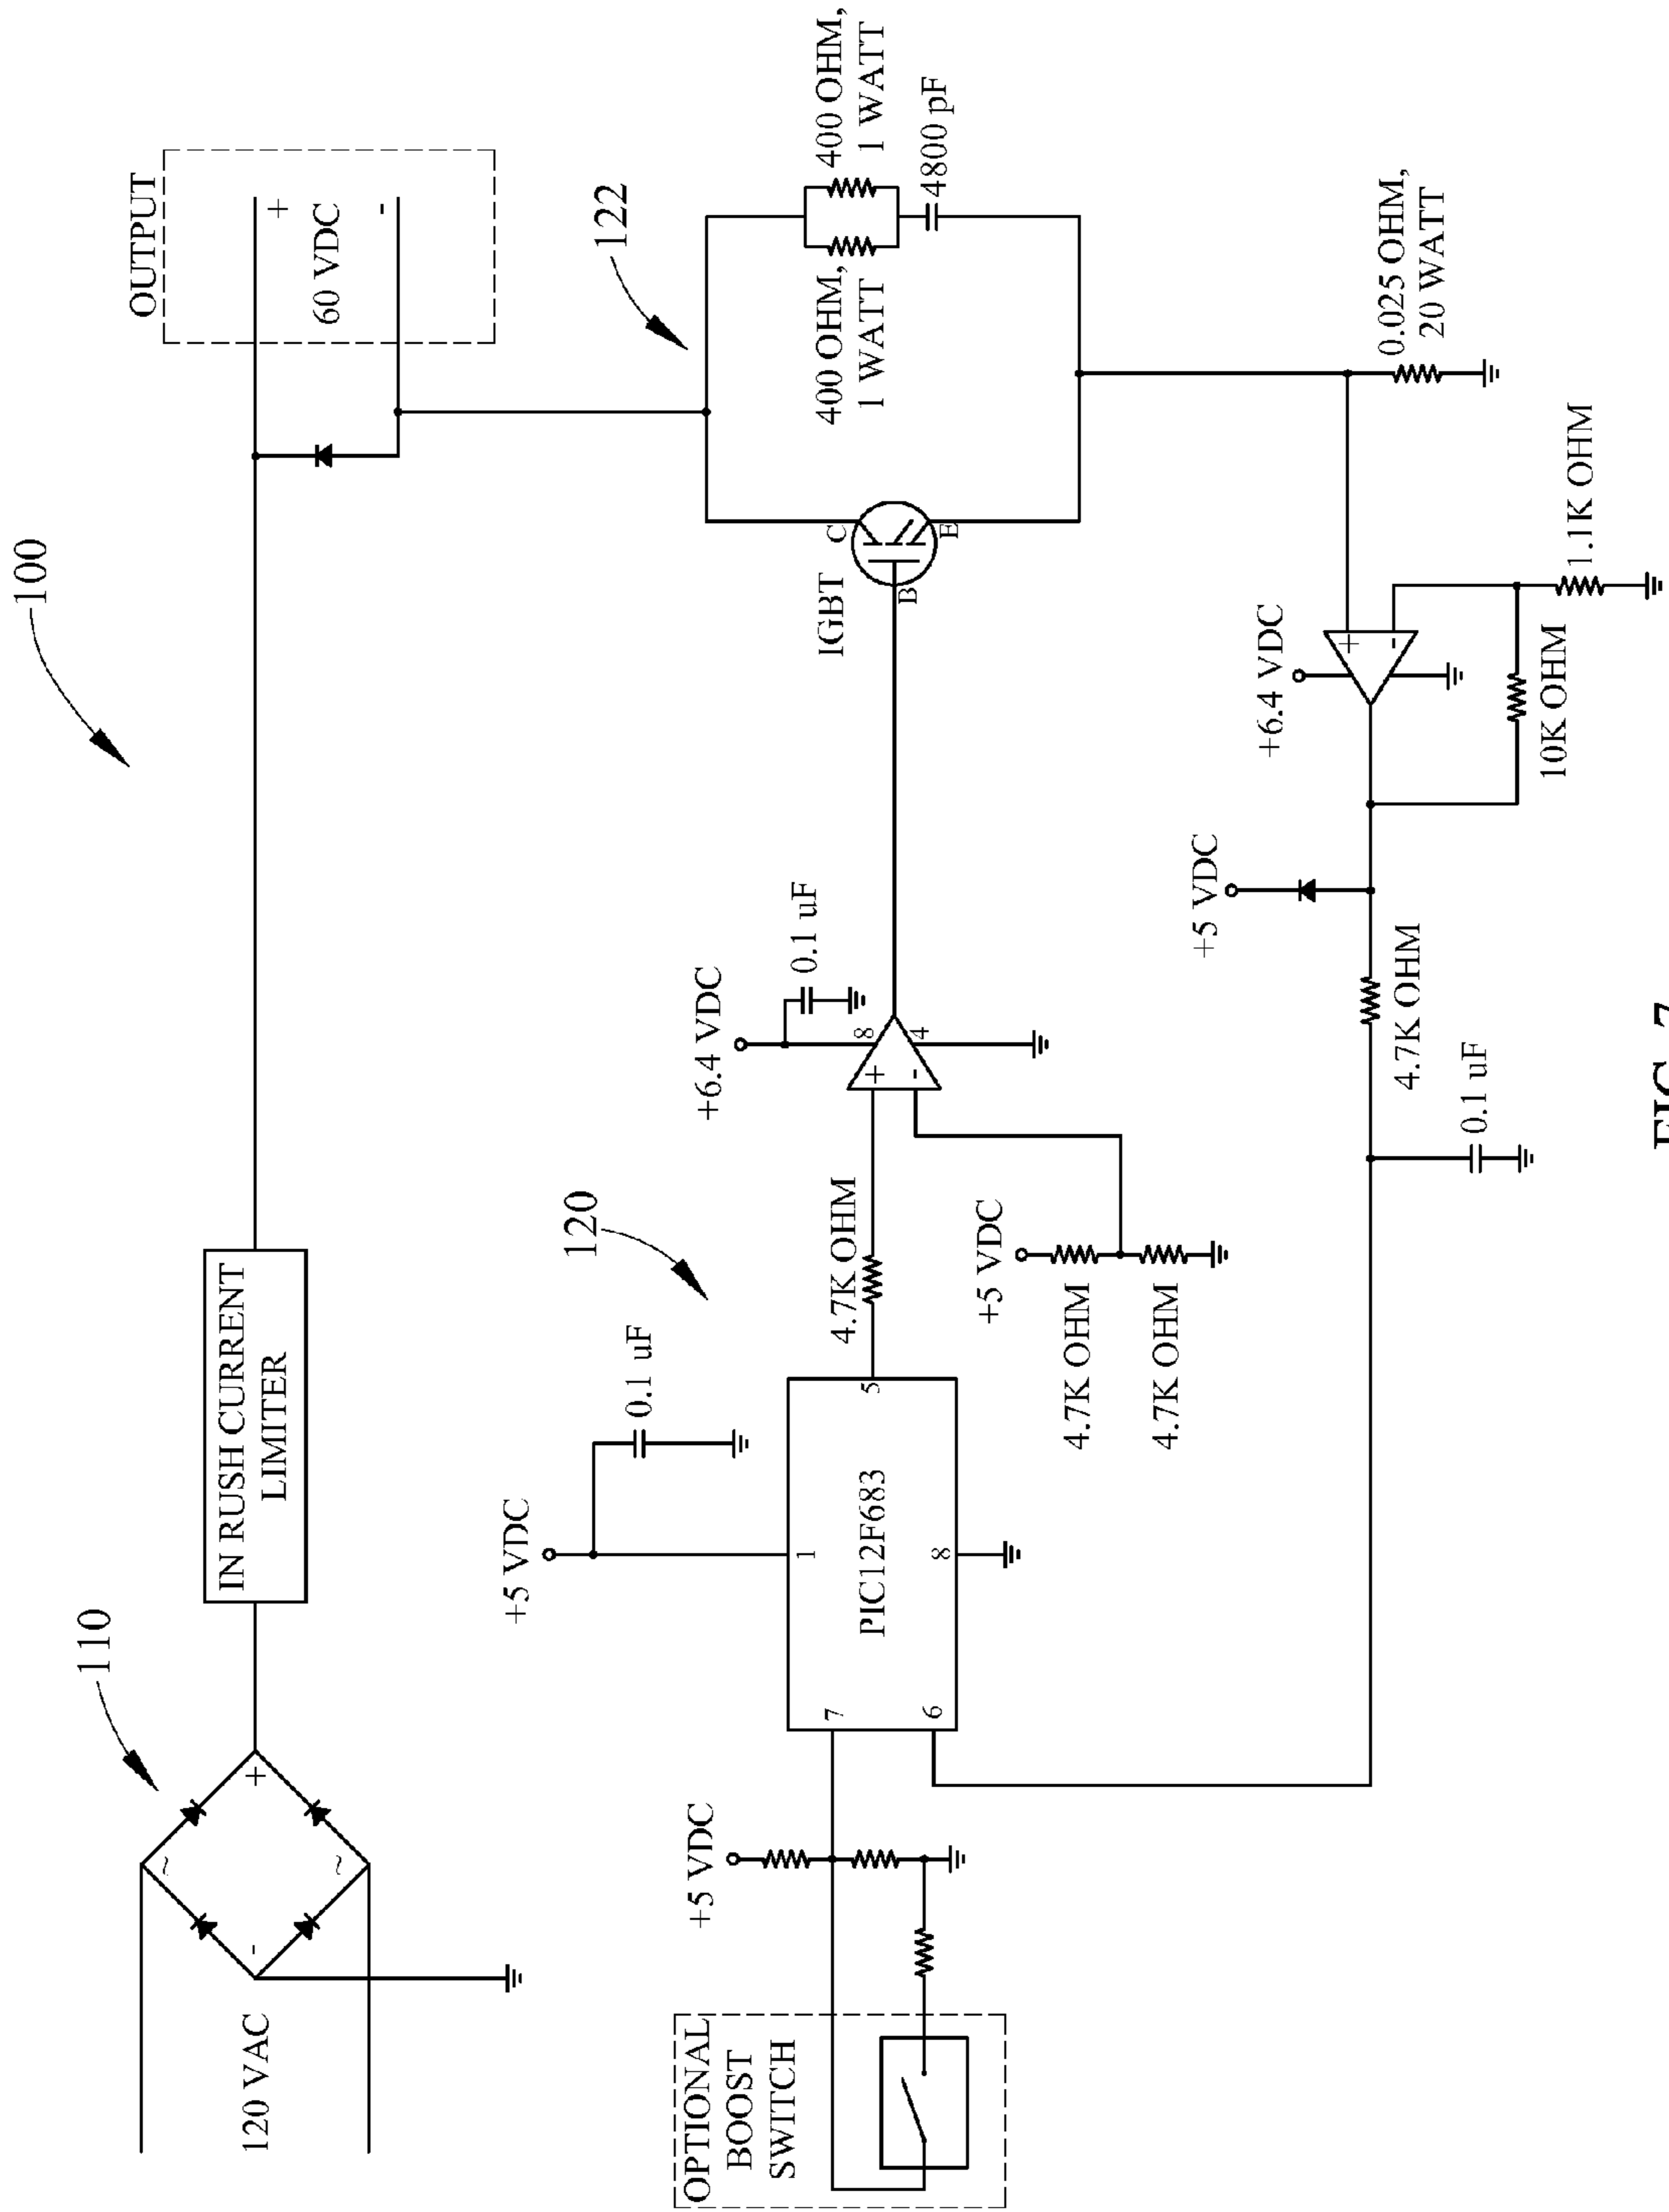 100
110
120 VAC
~
~
+
-
IN RUSH CURRENT
LIMITER
OUTPUT
+
60 VDC
-
122
400 OHM,
1 WATT
400 OHM,
1 WATT
4800 pF
IGBT
C
B
E
0.025 OHM,
20 WATT
120
+5 VDC
0.1 uF
+6.4 VDC
0.1 uF
PIC12F683
1
5
7
6
8
4.7K OHM
+
-
8
4
+5 VDC
4.7K OHM
4.7K OHM
OPTIONAL
BOOST
SWITCH
+5 VDC
+6.4 VDC
+
-
10K OHM
1.1K OHM
+5 VDC
4.7K OHM
0.1 uF